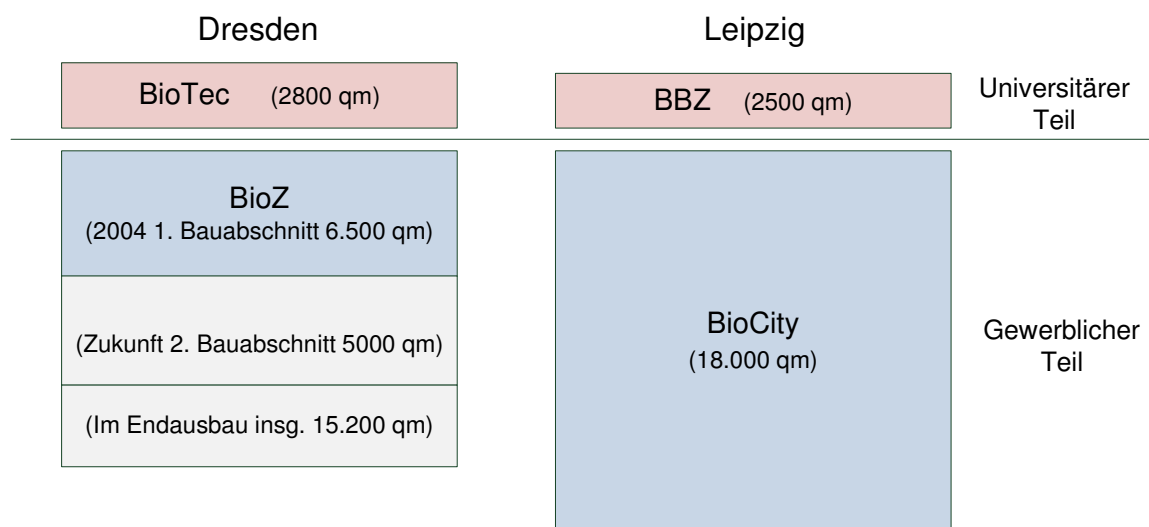 Dresden
Leipzig
BioTec (2800 qm)
BBZ (2500 qm)
Universitärer
Teil
BioZ
(2004 1. Bauabschnitt 6.500 qm)
(Zukunft 2. Bauabschnitt 5000 qm)
(Im Endausbau insg. 15.200 qm)
BioCity
(18.000 qm)
Gewerblicher
Teil